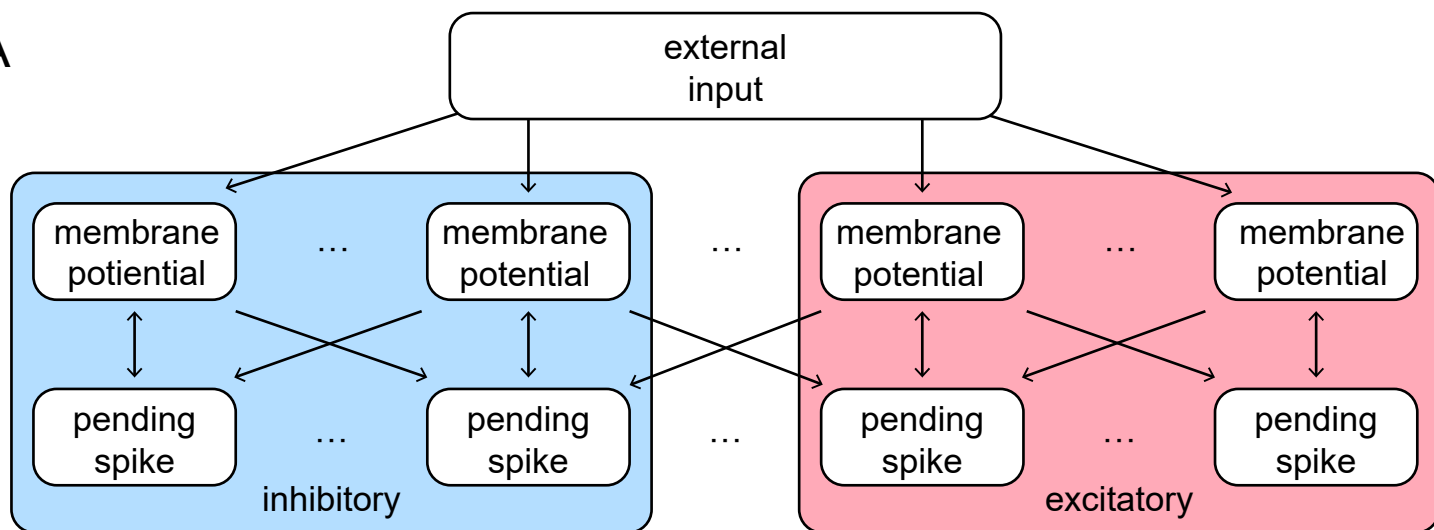 A
external
input
membrane
potiential
...
membrane
potential
...
membrane
potential
...
membrane
potential
pending
spike
...
pending
spike
...
pending
spike
...
pending
spike
inhibitory
excitatory